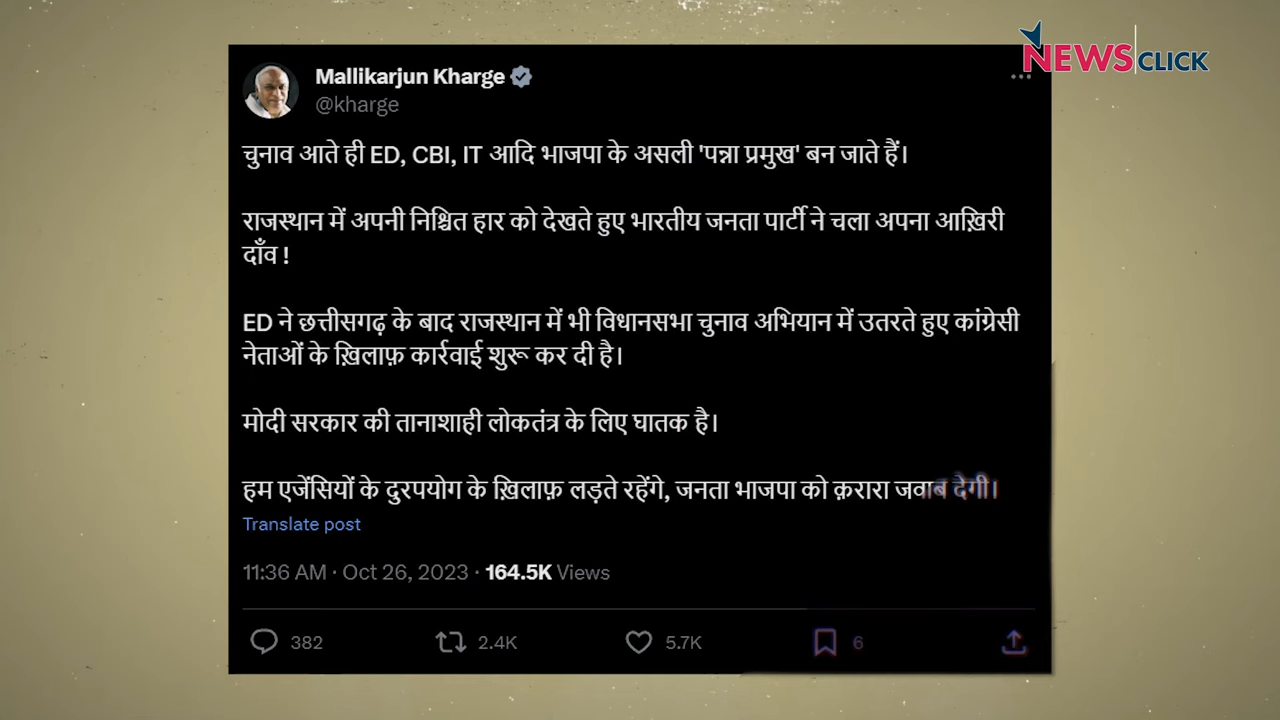 NEWSCLICK
Mallikarjun Kharge
@kharge
चुनाव आते ही ED, CBI, IT आदि भाजपा के असली 'पन्ना प्रमुख' बन जाते हैं।
राजस्थान में अपनी निश्चित हार को देखते हुए भारतीय जनता पार्टी ने चला अपना आख़िरी
दाँव !
ED ने छत्तीसगढ़ के बाद राजस्थान में भी विधानसभा चुनाव अभियान में उतरते हुए कांग्रेसी
नेताओं के ख़िलाफ़ कार्रवाई शुरू कर दी है।
मोदी सरकार की तानाशाही लोकतंत्र के लिए घातक है।
हम एजेंसियों के दुरपयोग के ख़िलाफ़ लड़ते रहेंगे, जनता भाजपा को क़रारा जवाब देगी।
Translate post
11:36 AM · Oct 26, 2023 · 164.5K Views
382 2.4K 5.7K 6